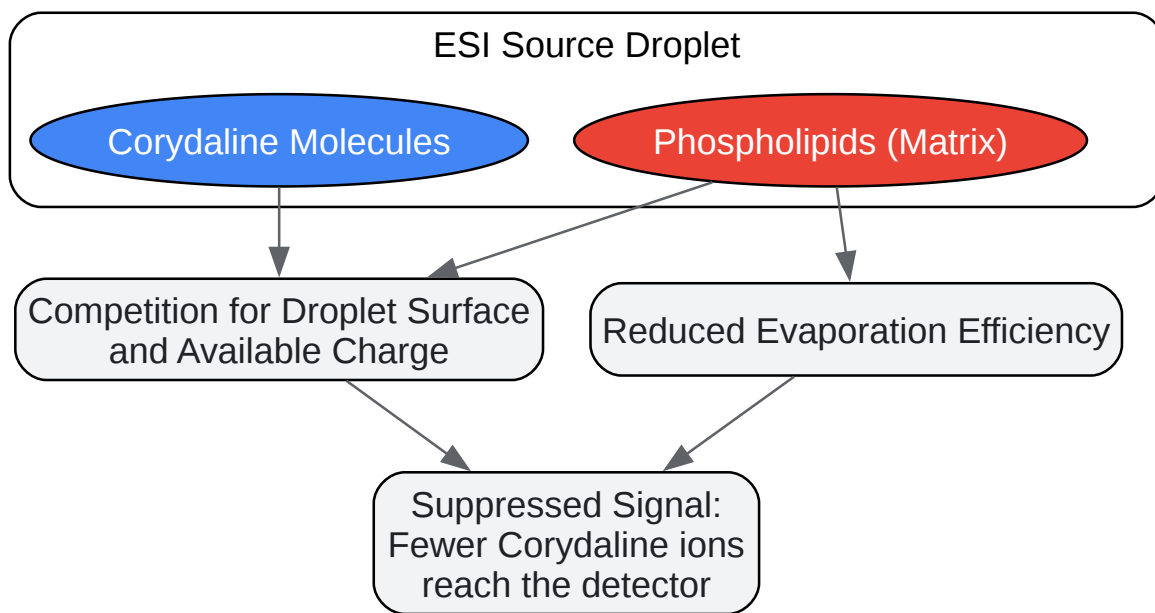 ESI Source Droplet
Corydaline Molecules
Phospholipids (Matrix)
Competition for Droplet Surface
and Available Charge
Reduced Evaporation Efficiency
Suppressed Signal:
Fewer Corydaline ions
reach the detector